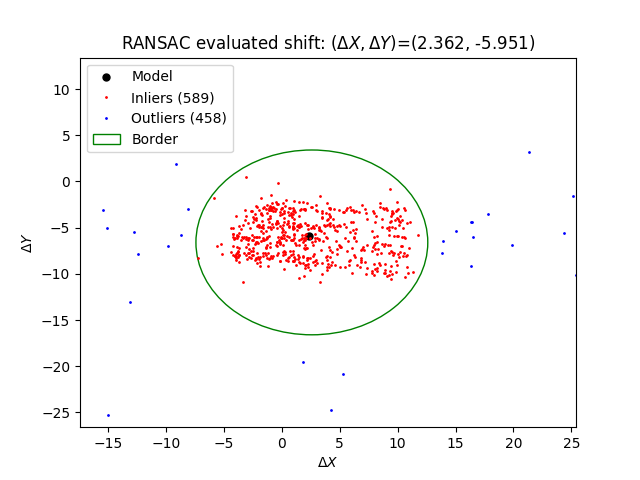 RANSAC evaluated shift: (ΔX, ΔY)=(2.362, -5.951)
Model
Inliers (589)
Outliers (458)
Border
10
5
0
−5
−10
−15
−20
−25
ΔY
−15 −10 −5 0 5 10 15 20 25
ΔX